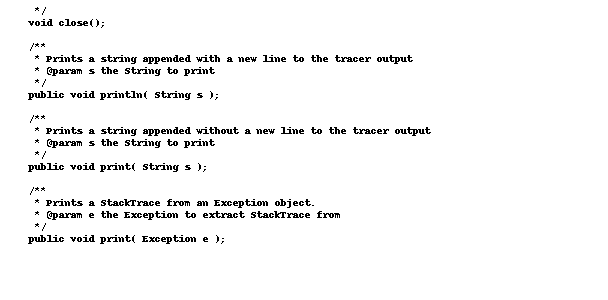 */
void close();
/**
* Prints a string appended with a new line to the tracer output
* @param s the String to print
*/
public void println( String s );
/**
* Prints a string appended without a new line to the tracer output
* @param s the String to print
*/
public void print( String s );
/**
* Prints a StackTrace from an Exception object.
* @param e the Exception to extract StackTrace from
*/
public void print( Exception e );